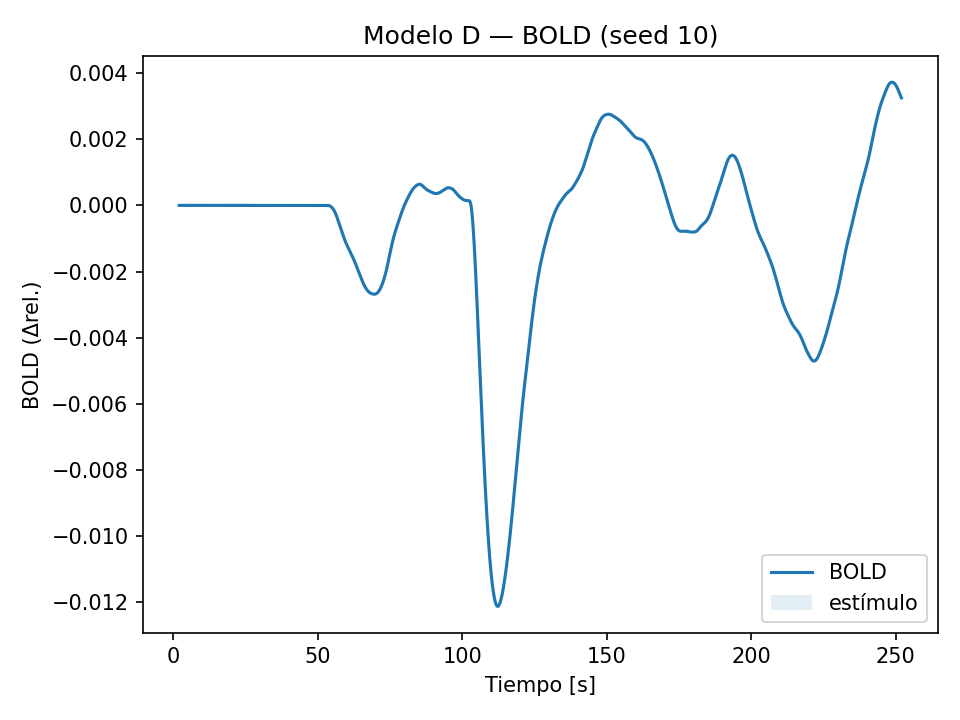 Modelo D — BOLD (seed 10)
BOLD (Δrel.)
0.004
0.002
0.000
−0.002
−0.004
−0.006
−0.008
−0.010
−0.012
BOLD
estímulo
0 50 100 150 200 250
Tiempo [s]